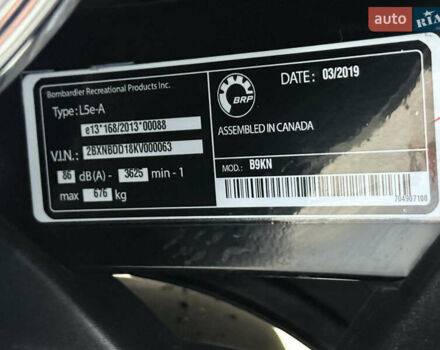 auto RIA
Bombardier Recreational Products Inc.
Type: L5e-A
e13*168/2013*00088
V.I.N.: 2BXNBDD18KV000063
86 dB(A) - 3625 min - 1
max 676 kg
BRP
DATE: 03/2019
ASSEMBLED IN CANADA
MOD.: B9KN
704907100